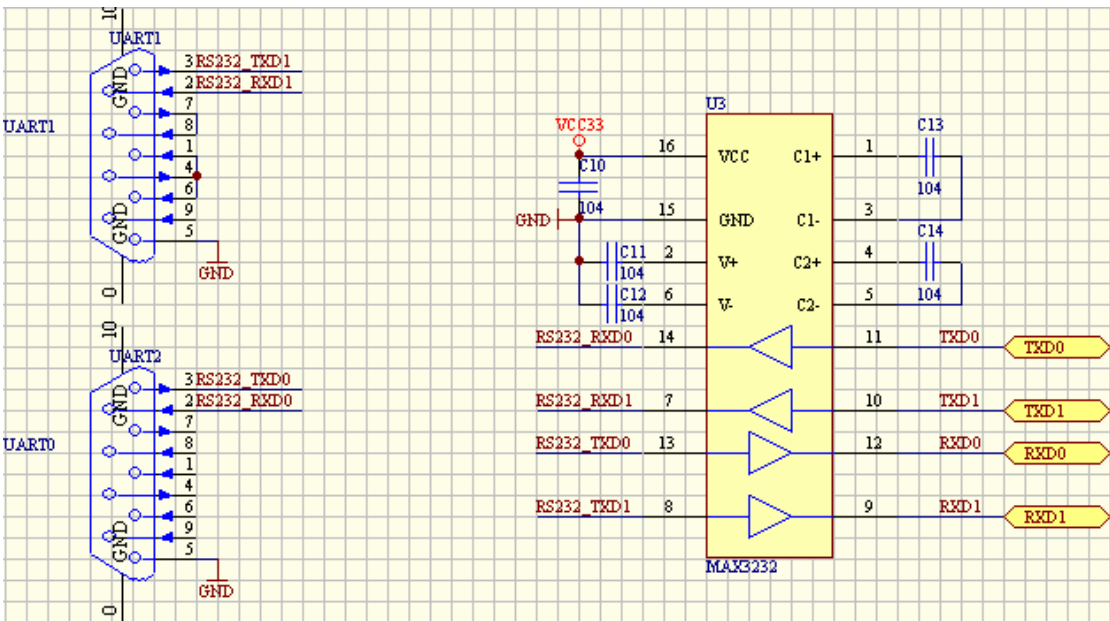 10
UART1
3 RS232_TXD1
2 RS232_RXD1
7
8
1
4
6
9
5
GND
GND
GND
UART1
0
10
UART2
3 RS232_TXD0
2 RS232_RXD0
7
8
1
4
6
9
5
GND
GND
GND
UART0
0
U3
VCC33
C10
104
GND
16 VCC C1+ 1
C13
104
15 GND C1- 3
C11 2 V+ C2+ 4
104
C14
104
C12 6 V- C2- 5
104
RS232_RXD0 14 11 TXD0 TXD0
RS232_RXD1 7 10 TXD1 TXD1
RS232_TXD0 13 12 RXD0 RXD0
RS232_TXD1 8 9 RXD1 RXD1
MAX3232